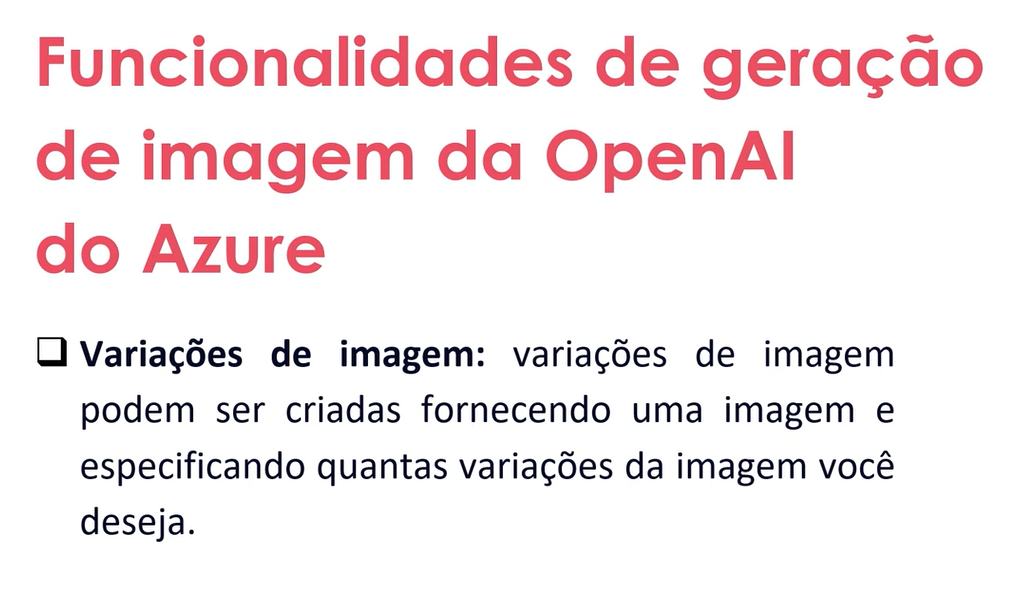 Funcionalidades de geração
de imagem da OpenAI
do Azure
❑ Variações de imagem: variações de imagem
podem ser criadas fornecendo uma imagem e
especificando quantas variações da imagem você
deseja.